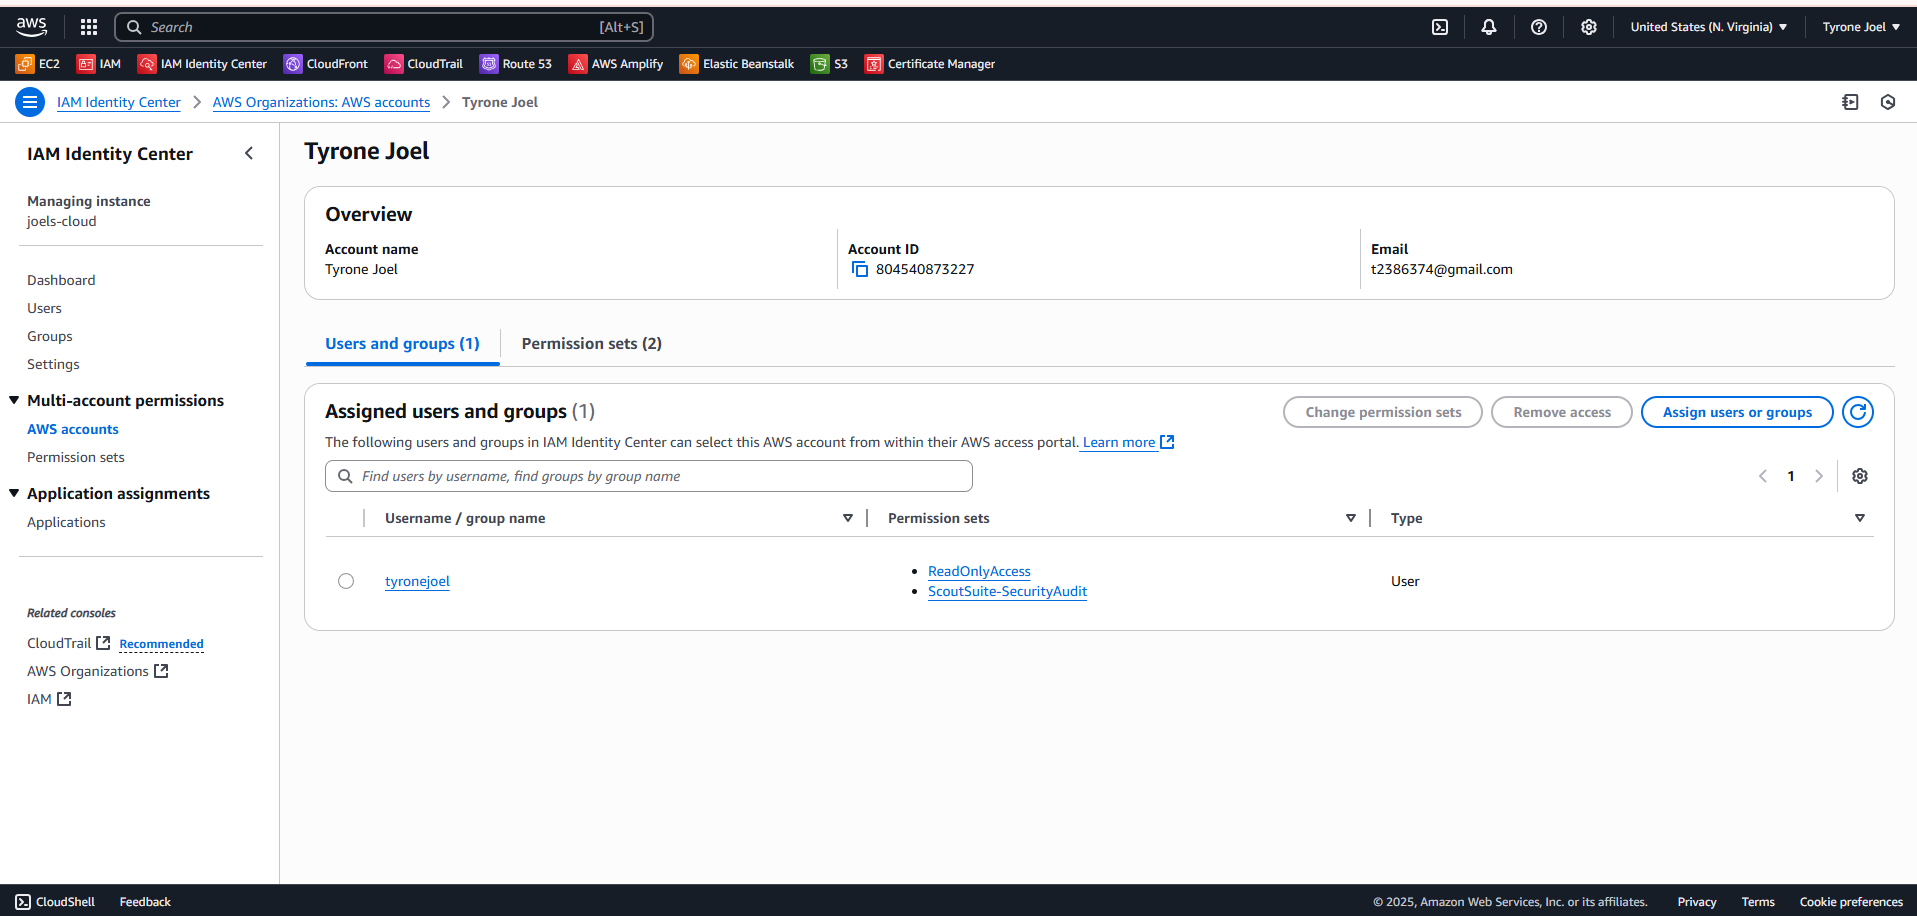 aws
Search [Alt+S]
United States (N. Virginia)
Tyrone Joel
EC2 IAM IAM Identity Center CloudFront CloudTrail Route 53 AWS Amplify Elastic Beanstalk S3 Certificate Manager
IAM Identity Center AWS Organizations: AWS accounts Tyrone Joel
IAM Identity Center
Managing instance
joels-cloud
Dashboard
Users
Groups
Settings
Multi-account permissions
AWS accounts
Permission sets
Application assignments
Applications
Related consoles
CloudTrail Recommended
AWS Organizations
IAM
Tyrone Joel
Overview
Account name
Tyrone Joel
Account ID
804540873227
Email
t2386374@gmail.com
Users and groups (1) Permission sets (2)
Assigned users and groups (1)
Change permission sets Remove access Assign users or groups
The following users and groups in IAM Identity Center can select this AWS account from within their AWS access portal. Learn more
Find users by username, find groups by group name
1
Username / group name Permission sets Type
tyronejoel
ReadOnlyAccess
ScoutSuite-SecurityAudit
User
CloudShell Feedback
© 2025, Amazon Web Services, Inc. or its affiliates. Privacy Terms Cookie preferences